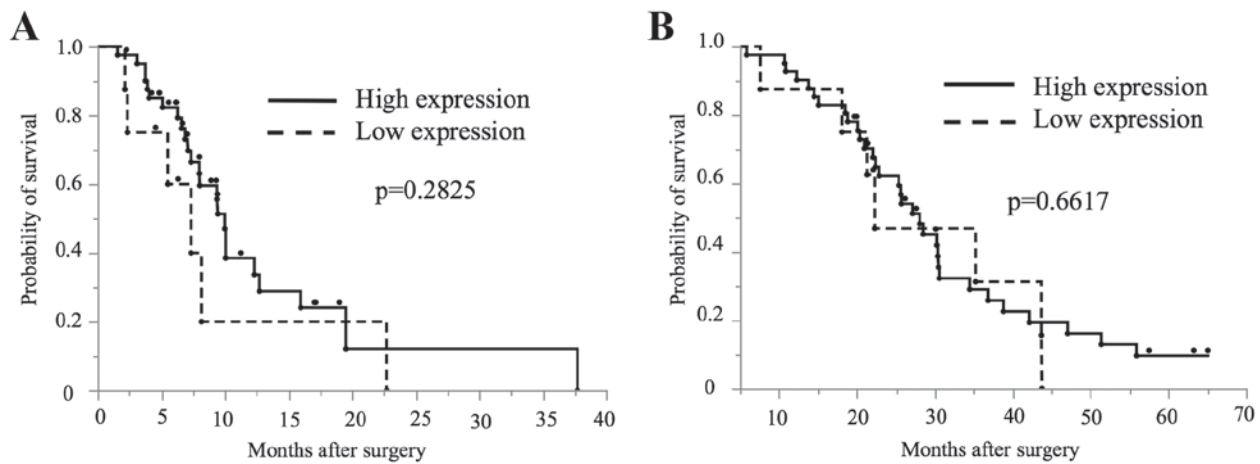 A
Probability of survival
1.0
0.8
0.6
0.4
0.2
0
High expression
Low expression
p=0.2825
0 5 10 15 20 25 30 35 40
Months after surgery
B
Probability of survival
1.0
0.8
0.6
0.4
0.2
0
High expression
Low expression
p=0.6617
10 20 30 40 50 60 70
Months after surgery